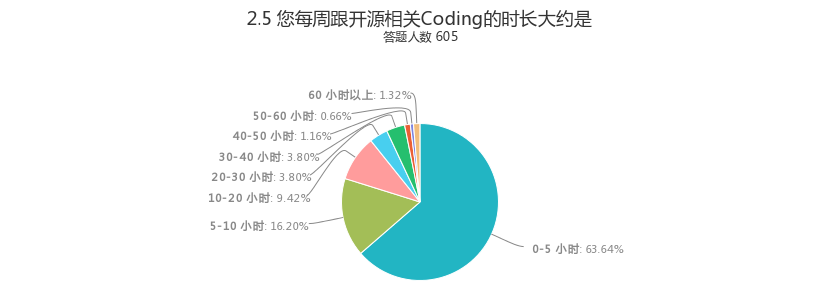 2.5 您每周跟开源相关Coding的时长大约是
答题人数 605
60 小时以上: 1.32%
50-60 小时: 0.66%
40-50 小时: 1.16%
30-40 小时: 3.80%
20-30 小时: 3.80%
10-20 小时: 9.42%
5-10 小时: 16.20%
0-5 小时: 63.64%